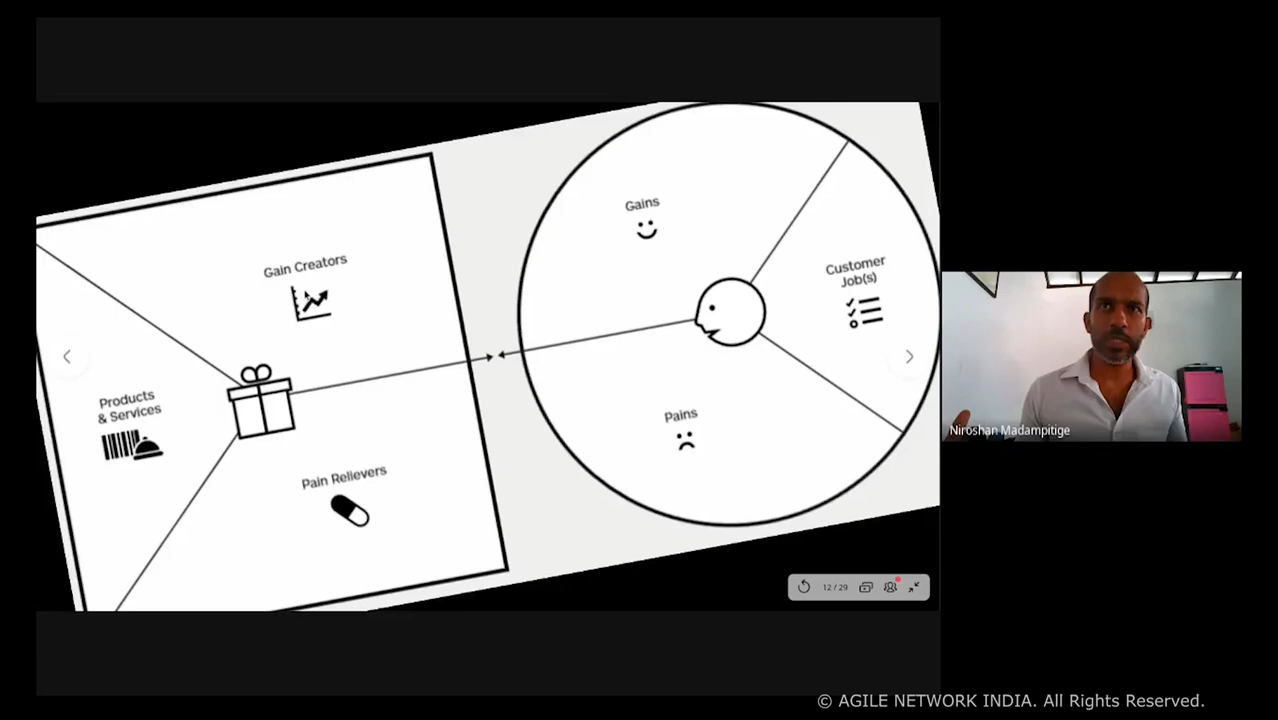 Gain Creators
Products
& Services
Pain Relievers
Gains
Customer
Job(s)
Pains
12 / 29
Niroshan Madampitige
© AGILE NETWORK INDIA. All Rights Reserved.